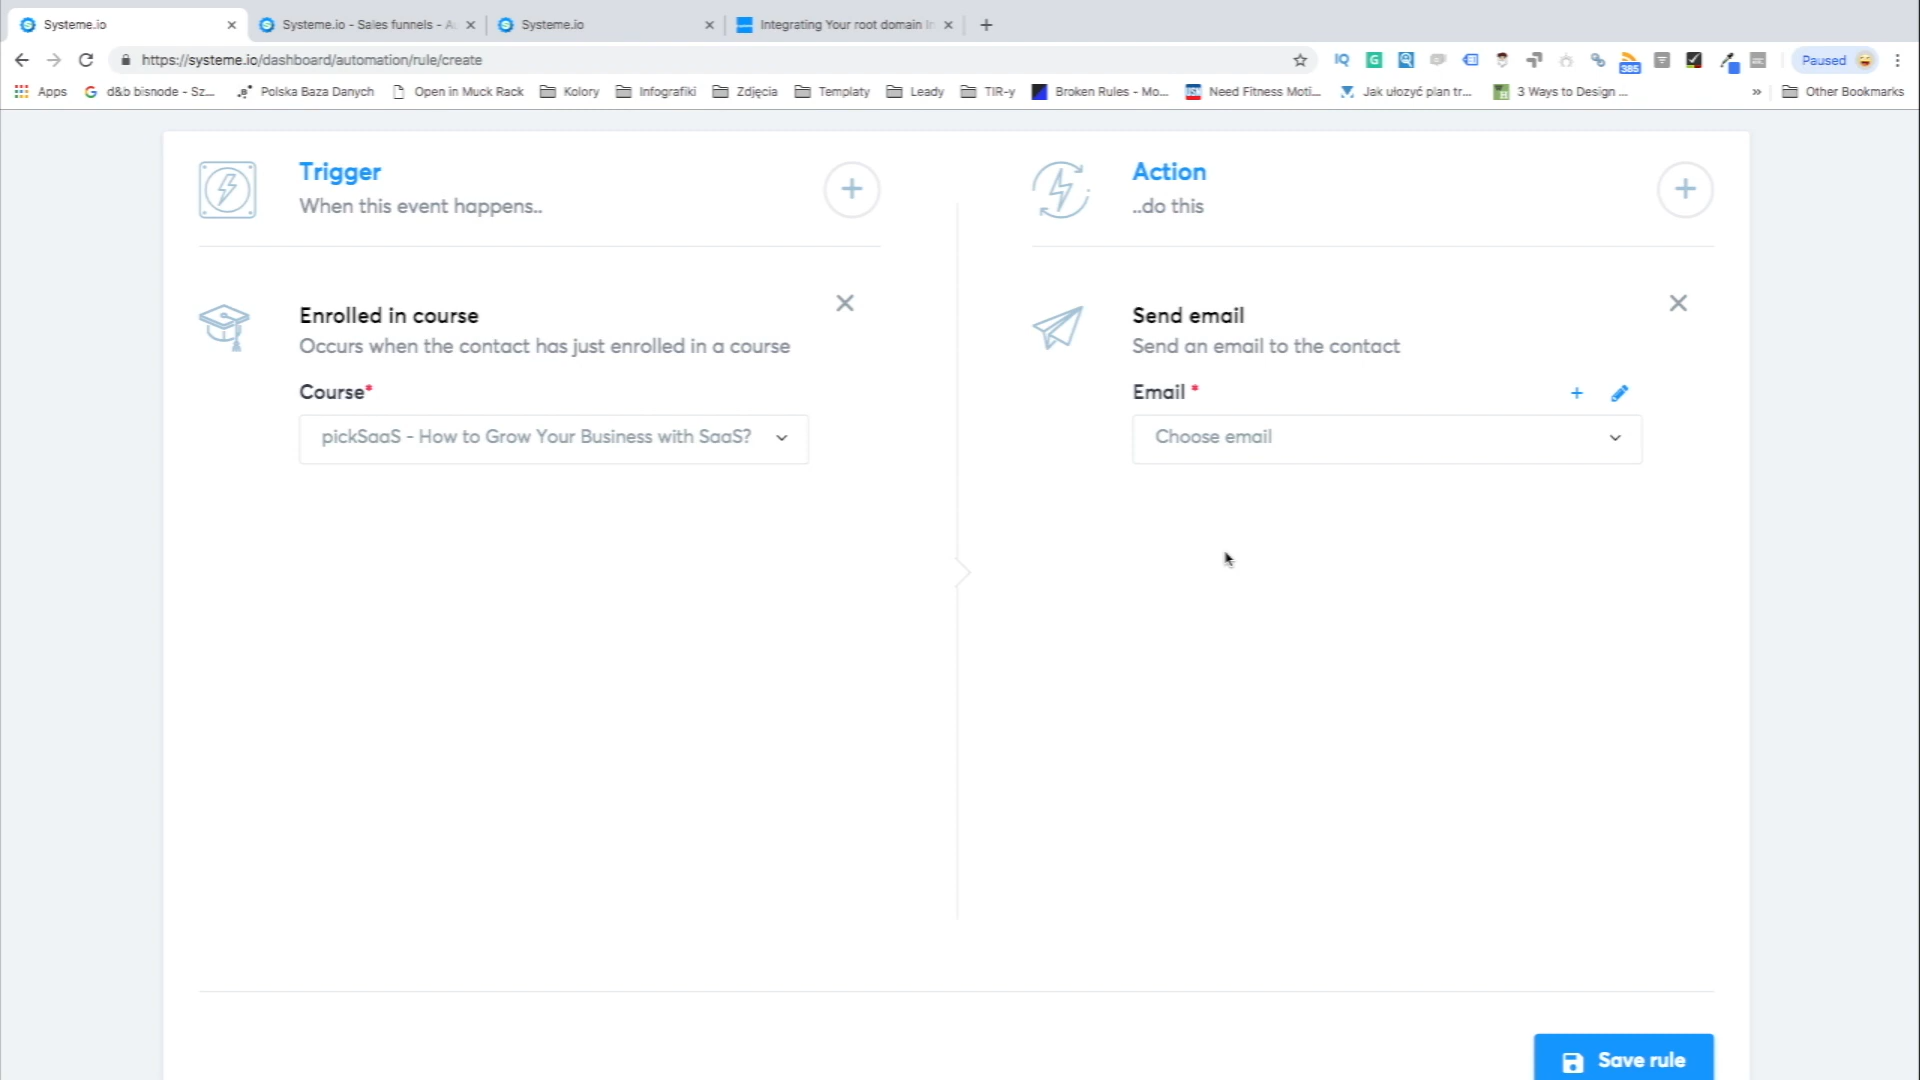 Systeme.io
Systeme.io - Sales funnels - A
Systeme.io
Integrating Your root domain in
https://systeme.io/dashboard/automation/rule/create
IQ
G
385
Paused
Apps
G d&b bisnode - Sz...
Polska Baza Danych
Open in Muck Rack
Kolory
Infografiki
Zdjęcia
Templaty
Leady
TIR-y
Broken Rules - Mo...
Need Fitness Moti...
Jak ułożyć plan tr...
3 Ways to Design ...
»
Other Bookmarks
Trigger
When this event happens..
Action
..do this
Enrolled in course
Occurs when the contact has just enrolled in a course
Course*
pickSaaS - How to Grow Your Business with SaaS?
Send email
Send an email to the contact
Email *
Choose email
Save rule